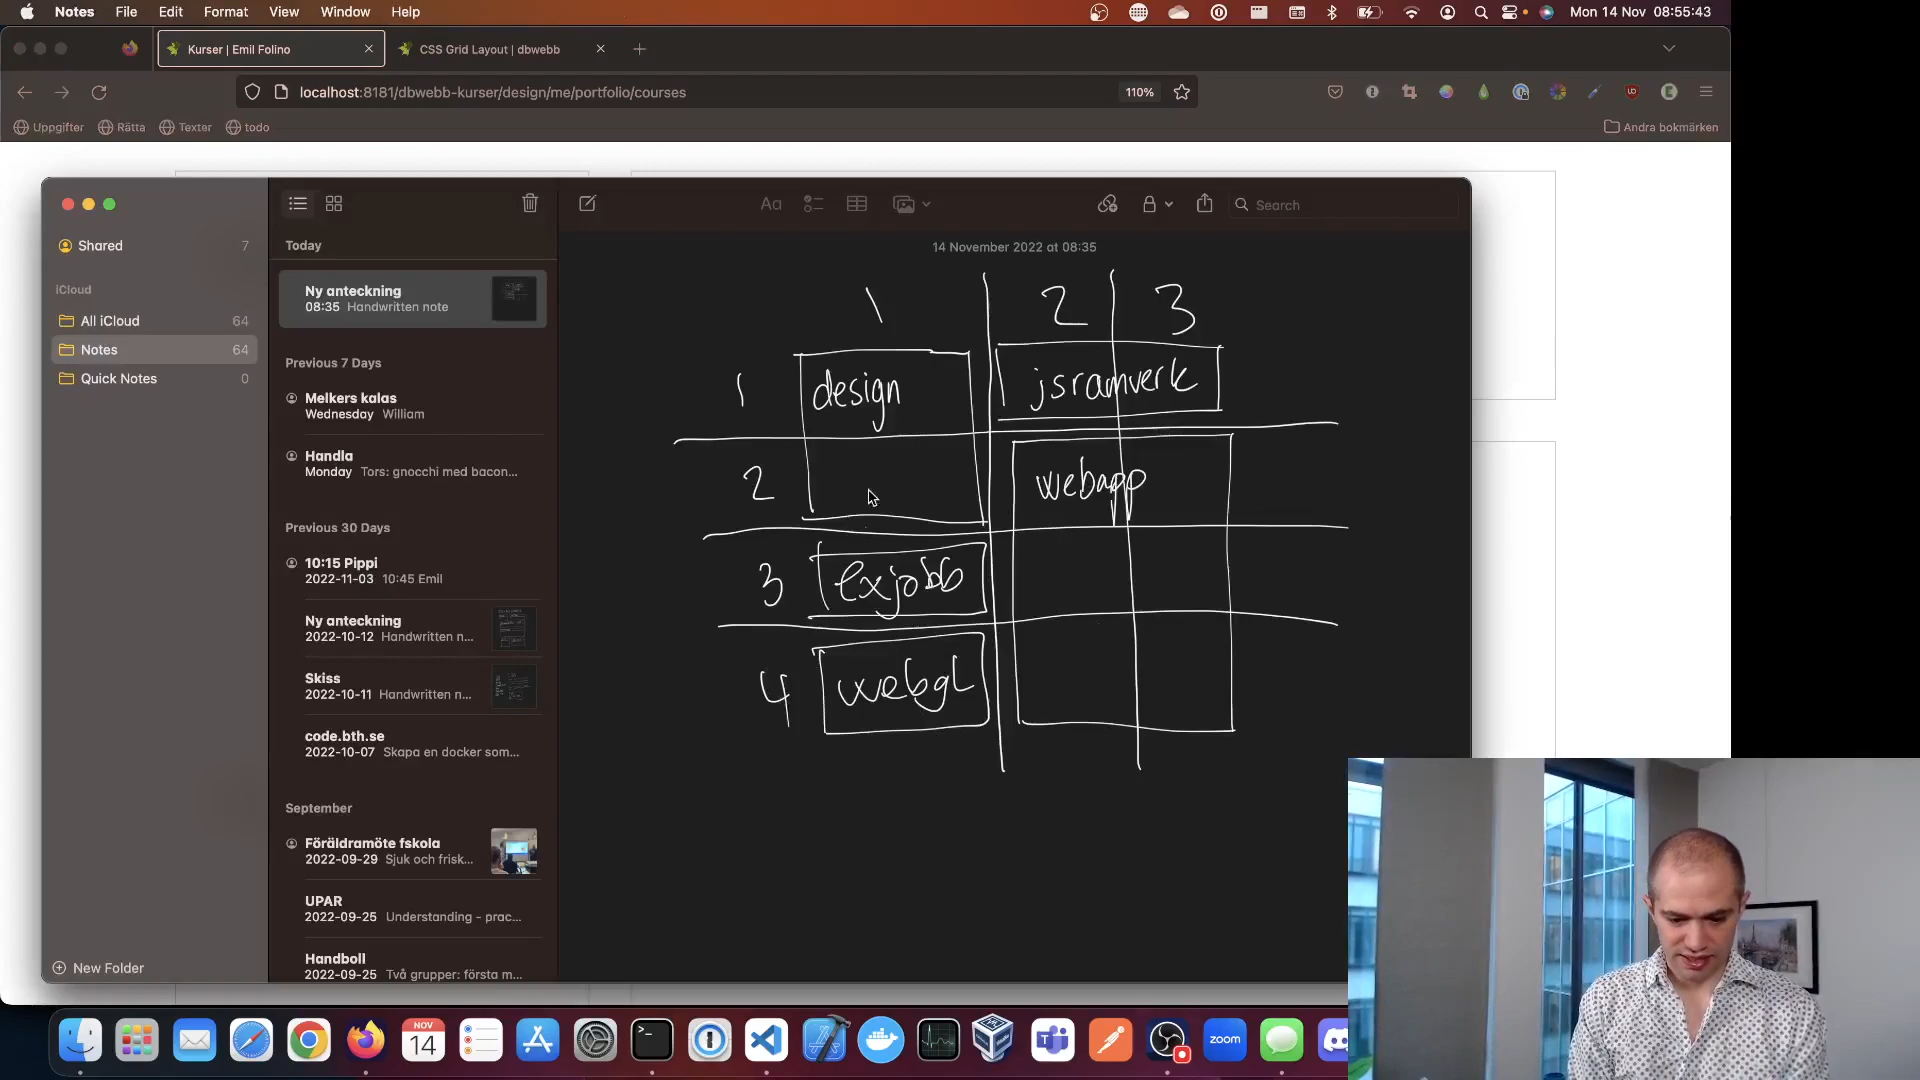 Notes File Edit Format View Window Help Mon 14 Nov 08:55:43
Kurser | Emil Folino CSS Grid Layout | dbwebb
localhost:8181/dbwebb-kurser/design/me/portfolio/courses 110%
Uppgifter Rätta Texter todo Andra bokmärken
Aa Search
Shared 7
iCloud
All iCloud 64
Notes 64
Quick Notes 0
New Folder
Today
Ny anteckning
08:35 Handwritten note
Previous 7 Days
Melkers kalas
Wednesday William
Handla
Monday Tors: gnocchi med bacon...
Previous 30 Days
10:15 Pippi
2022-11-03 10:45 Emil
Ny anteckning
2022-10-12 Handwritten n...
Skiss
2022-10-11 Handwritten n...
code.bth.se
2022-10-07 Skapa en docker som...
September
Föräldramöte fskola
2022-09-29 Sjuk och frisk...
UPAR
2022-09-25 Understanding - prac...
Handboll
2022-09-25 Två grupper: första m...
14 November 2022 at 08:35
1 2 3
1 design jsramverk
2 webapp
3 exjobb
4 webgl
NOV
14
zoom